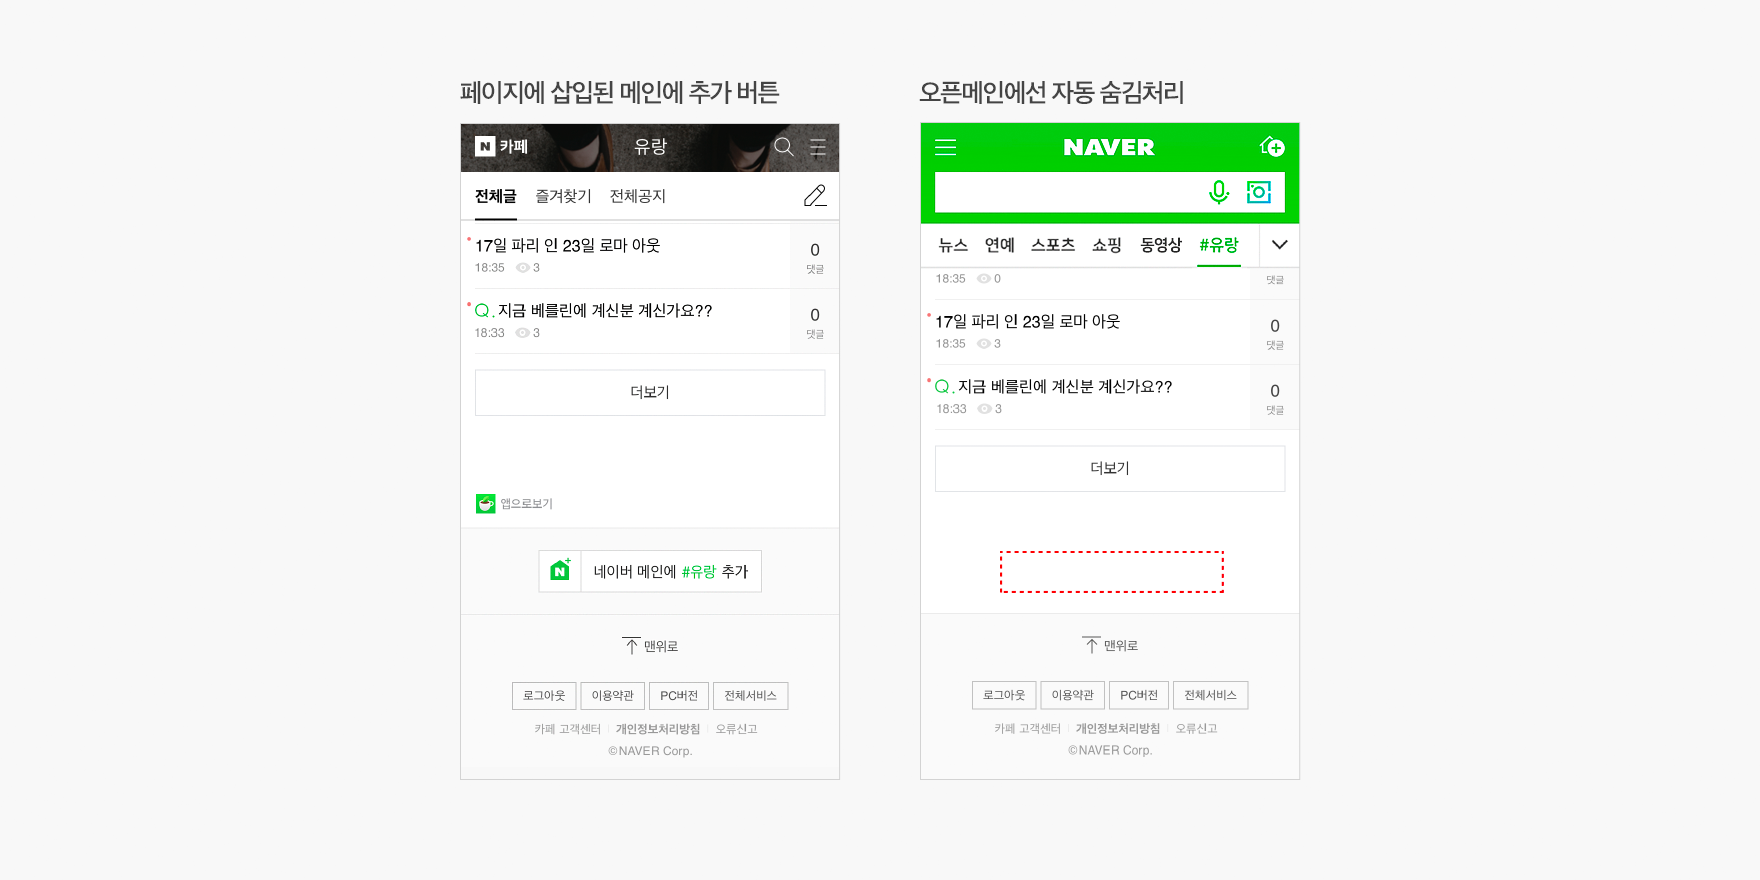 페이지에 삽입된 메인에 추가 버튼
N 카페
유랑
전체글 즐겨찾기 전체공지
17일 파리 인 23일 로마 아웃
18:35 3
0
댓글
Q. 지금 베를린에 계신분 계신가요??
18:33 3
0
댓글
더보기
앱으로보기
N 네이버 메인에 #유랑 추가
맨위로
로그아웃 이용약관 PC버전 전체서비스
카페 고객센터 개인정보처리방침 오류신고
©NAVER Corp.
오픈메인에선 자동 숨김처리
NAVER
뉴스 연예 스포츠 쇼핑 동영상 #유랑
18:35 0
댓글
17일 파리 인 23일 로마 아웃
18:35 3
0
댓글
Q. 지금 베를린에 계신분 계신가요??
18:33 3
0
댓글
더보기
맨위로
로그아웃 이용약관 PC버전 전체서비스
카페 고객센터 개인정보처리방침 오류신고
©NAVER Corp.